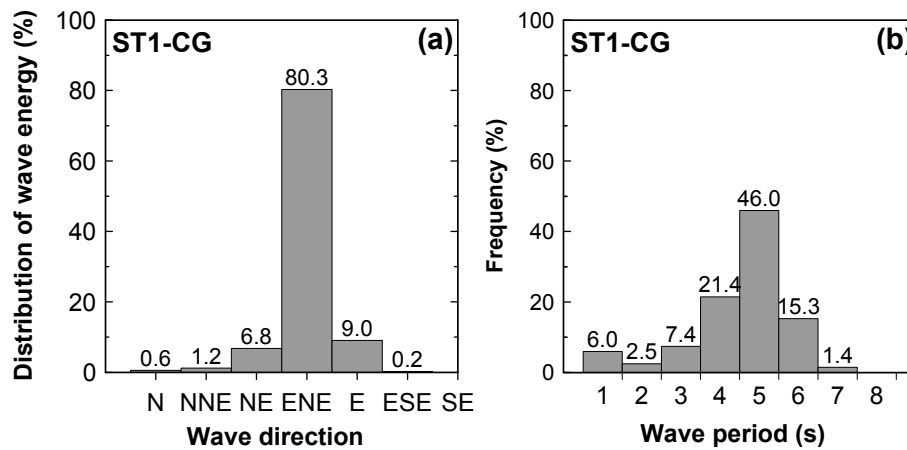 ST1-CG
(a)
Distribution of wave energy (%)
100
80
60
40
20
0
0.6
1.2
6.8
80.3
9.0
0.2
N NNE NE ENE E ESE SE
Wave direction
ST1-CG
(b)
Frequency (%)
100
80
60
40
20
0
6.0
2.5
7.4
21.4
46.0
15.3
1.4
1 2 3 4 5 6 7 8
Wave period (s)